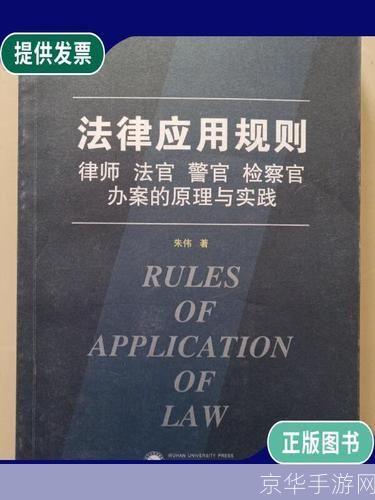 提供发票
法律应用规则
律师 法官 警官 检察官
办案的原理与实践
朱伟 著
RULES
OF
APPLICATION
OF
LAW
WUHAN UNIVERSITY PRESS
正版图书
京华手游网